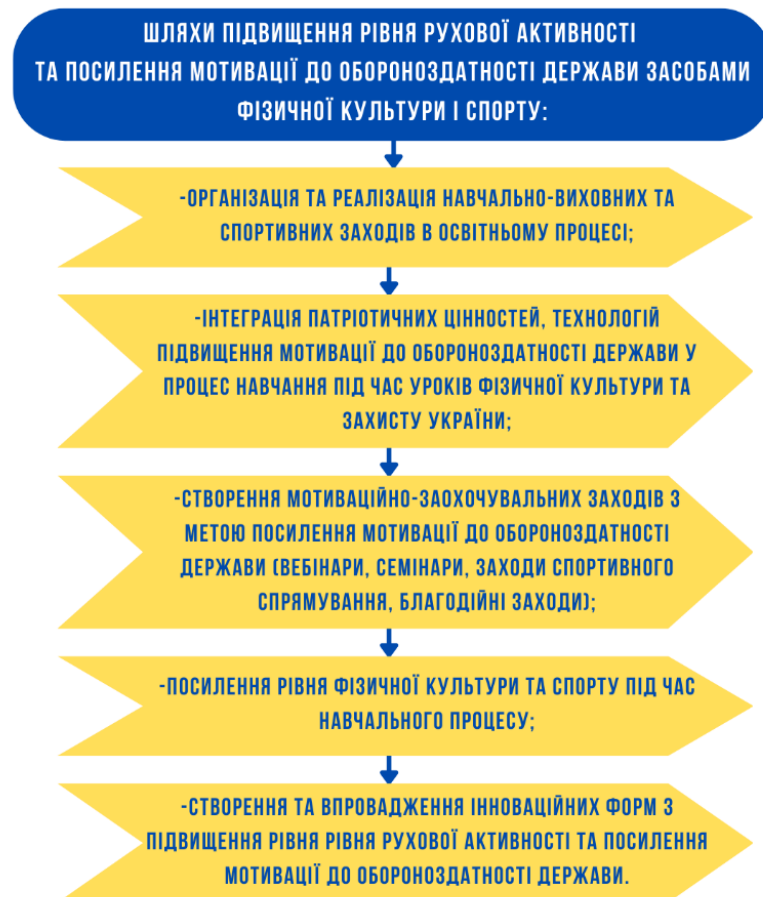 ШЛЯХИ ПІДВИЩЕННЯ РІВНЯ РУХОВОЇ АКТИВНОСТІ
ТА ПОСИЛЕННЯ МОТИВАЦІЇ ДО ОБОРОНОЗДАТНОСТІ ДЕРЖАВИ ЗАСОБАМИ
ФІЗИЧНОЇ КУЛЬТУРИ І СПОРТУ:
-ОРГАНІЗАЦІЯ ТА РЕАЛІЗАЦІЯ НАВЧАЛЬНО-ВИХОВНИХ ТА
СПОРТИВНИХ ЗАХОДІВ В ОСВІТНЬОМУ ПРОЦЕСІ;
-ІНТЕГРАЦІЯ ПАТРІОТИЧНИХ ЦІННОСТЕЙ, ТЕХНОЛОГІЙ
ПІДВИЩЕННЯ МОТИВАЦІЇ ДО ОБОРОНОЗДАТНОСТІ ДЕРЖАВИ У
ПРОЦЕС НАВЧАННЯ ПІД ЧАС УРОКІВ ФІЗИЧНОЇ КУЛЬТУРИ ТА
ЗАХИСТУ УКРАЇНИ;
-СТВОРЕННЯ МОТИВАЦІЙНО-ЗАОХОЧУВАЛЬНИХ ЗАХОДІВ З
МЕТОЮ ПОСИЛЕННЯ МОТИВАЦІЇ ДО ОБОРОНОЗДАТНОСТІ
ДЕРЖАВИ (ВЕБІНАРИ, СЕМІНАРИ, ЗАХОДИ СПОРТИВНОГО
СПРЯМУВАННЯ, БЛАГОДІЙНІ ЗАХОДИ);
-ПОСИЛЕННЯ РІВНЯ ФІЗИЧНОЇ КУЛЬТУРИ ТА СПОРТУ ПІД ЧАС
НАВЧАЛЬНОГО ПРОЦЕСУ;
-СТВОРЕННЯ ТА ВПРОВАДЖЕННЯ ІННОВАЦІЙНИХ ФОРМ З
ПІДВИЩЕННЯ РІВНЯ РІВНЯ РУХОВОЇ АКТИВНОСТІ ТА ПОСИЛЕННЯ
МОТИВАЦІЇ ДО ОБОРОНОЗДАТНОСТІ ДЕРЖАВИ.